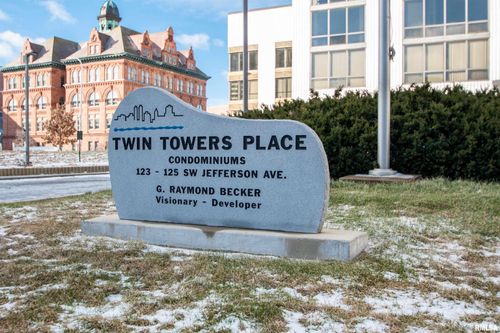 TWIN TOWERS PLACE
CONDOMINIUMS
123 - 125 SW JEFFERSON AVE.
G. RAYMOND BECKER
Visionary - Developer